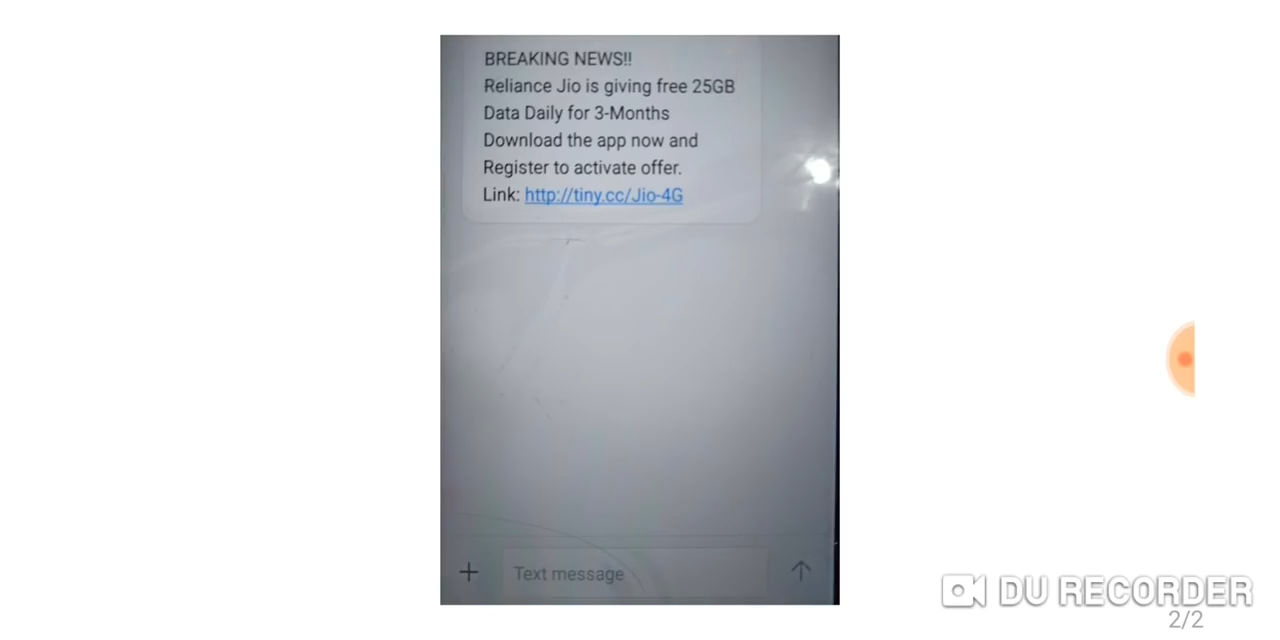 BREAKING NEWS!!
Reliance Jio is giving free 25GB
Data Daily for 3-Months
Download the app now and
Register to activate offer.
Link: http://tiny.cc/Jio-4G
Text message
DU RECORDER
2/2